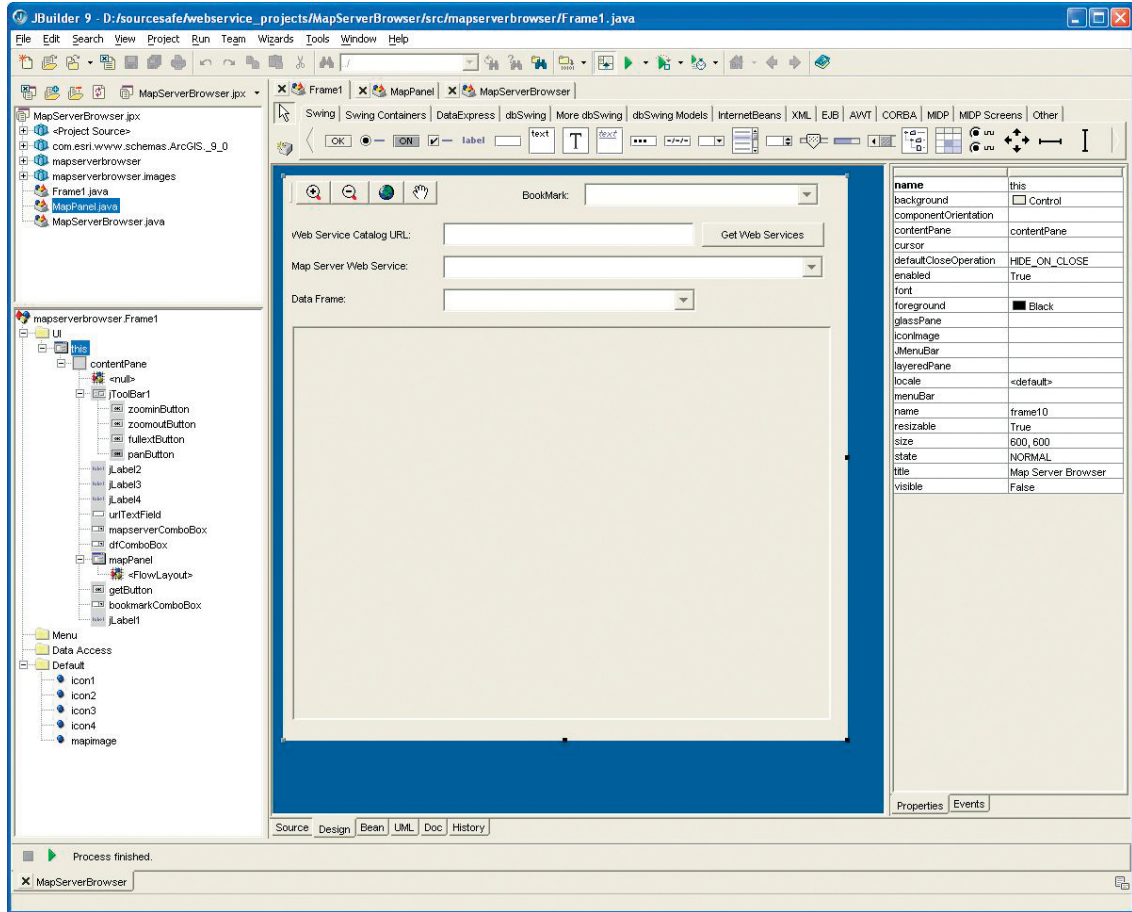 JBuilder 9 - D:/sourcesafe/webservice_projects/MapServerBrowser/src/mapserverbrowser/Frame1.java
File Edit Search View Project Run Team Wizards Tools Window Help
MapServerBrowser.jpx
Frame1 MapPanel MapServerBrowser
Swing Swing Containers DataExpress dbSwing More dbSwing dbSwing Models InternetBeans XML EJB AWT CORBA MIDP MIDP Screens Other
OK ON label text T text
MapServerBrowser.jpx
<Project Source>
com.esri.www.schemas.ArcGIS._9_0
mapserverbrowser
mapserverbrowser.images
Frame1.java
MapPanel.java
MapServerBrowser.java
mapserverbrowser.Frame1
UI
this
contentPane
<null>
jToolBar1
zoominButton
zoomoutButton
fullextButton
panButton
jLabel2
jLabel3
jLabel4
urlTextField
mapserverComboBox
dfComboBox
mapPanel
<FlowLayout>
getButton
bookmarkComboBox
jLabel1
Menu
Data Access
Default
icon1
icon2
icon3
icon4
mapimage
BookMark:
Web Service Catalog URL: Get Web Services
Map Server Web Service:
Data Frame:
name this
background Control
componentOrientation
contentPane contentPane
cursor
defaultCloseOperation HIDE_ON_CLOSE
enabled True
font
foreground Black
glassPane
iconImage
JMenuBar
layeredPane
locale <default>
menuBar
name frame10
resizable True
size 600, 600
state NORMAL
title Map Server Browser
visible False
Properties Events
Source Design Bean UML Doc History
Process finished.
MapServerBrowser